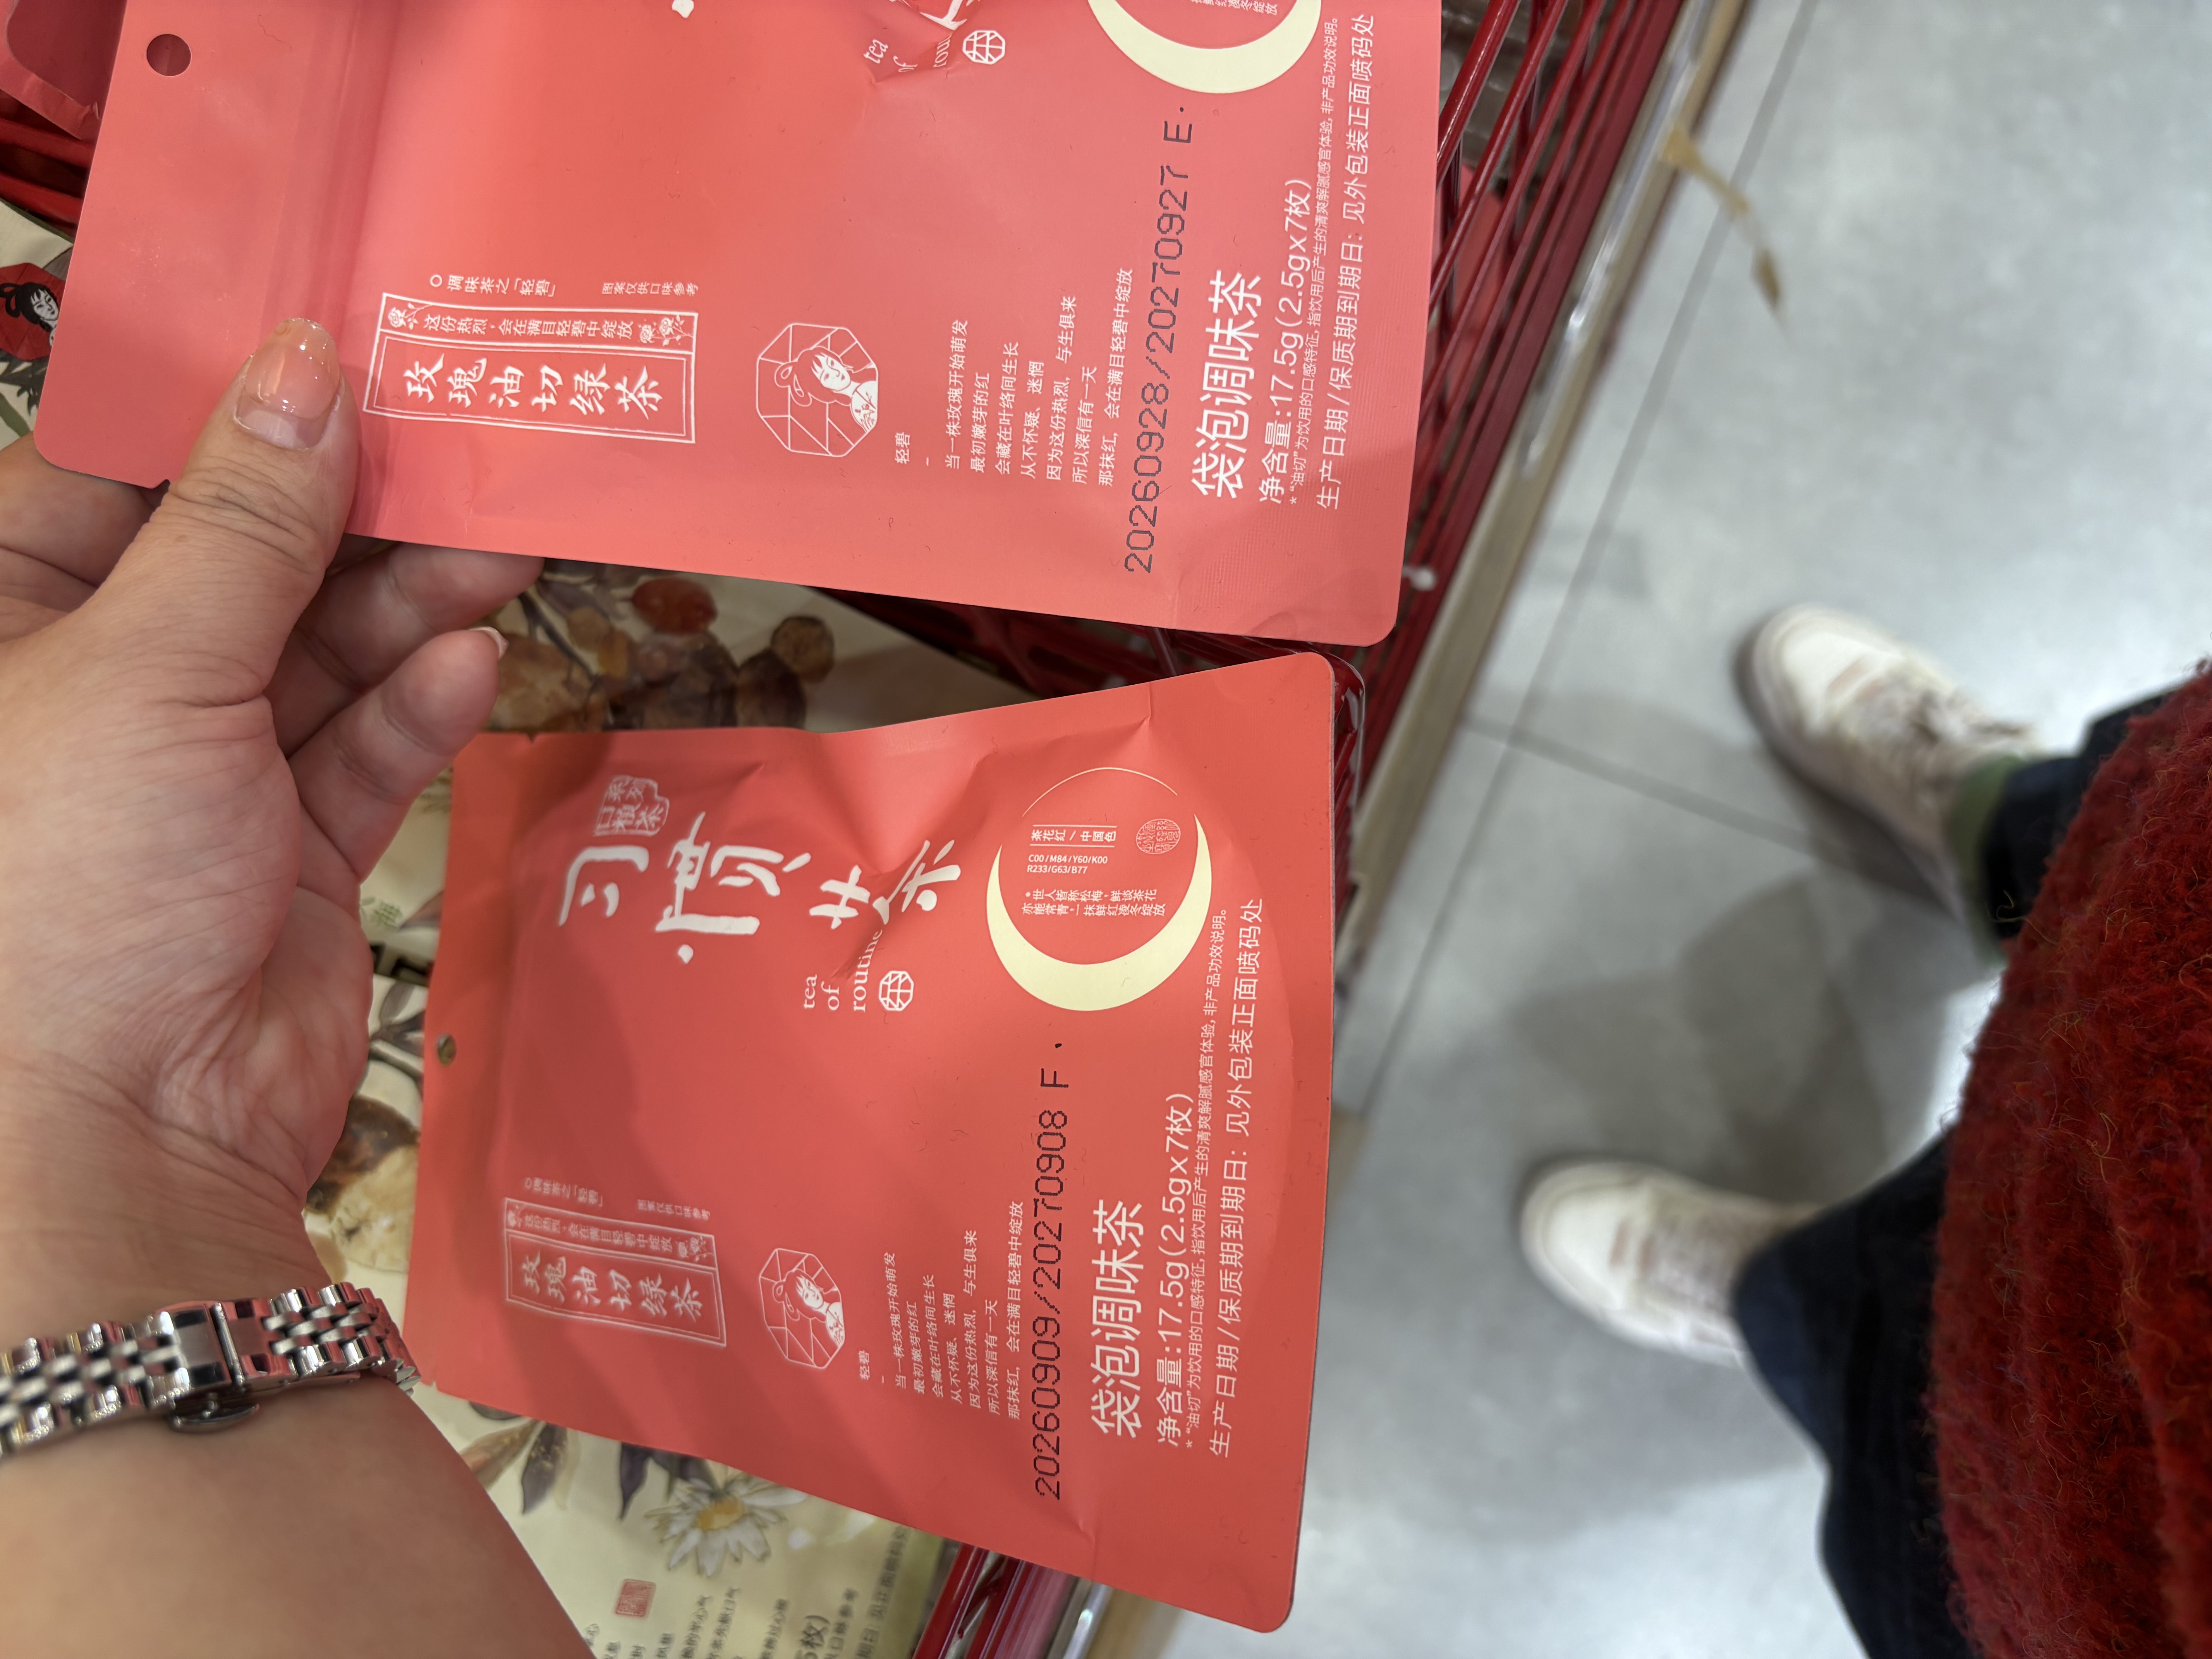 玫瑰油切绿茶
这份热烈，会在满目轻碧中绽放
○调味茶之「轻碧」
图案仅供口味参考
习惯茶
系列
口粮茶
tea
of
routine
轻碧
-
当一株玫瑰开始萌发
最初嫩芽的红
会藏在叶络间生长
从不怀疑、迷惘
因为这份热烈，与生俱来
所以深信有一天
那抹红，会在满目轻碧中绽放
20260909/20270908 F
茶花红/中国色
C00/M84/Y60/K00
R233/G63/B77
世人皆称松梅，鲜谈茶花
亦能常青，一抹鲜红凌冬绽放
袋泡调味茶
净含量:17.5g(2.5gx7枚)
*“油切”为饮用的口感特征,指饮用后产生的清爽解腻感官体验,非产品功效说明。
生产日期/保质期到期日：见外包装正面喷码处
玫瑰油切绿茶
这份热烈，会在满目轻碧中绽放
○调味茶之「轻碧」
图案仅供口味参考
tea
of
rou
轻碧
-
当一株玫瑰开始萌发
最初嫩芽的红
会藏在叶络间生长
从不怀疑、迷惘
因为这份热烈，与生俱来
所以深信有一天
那抹红，会在满目轻碧中绽放
20260928/20270927 E
袋泡调味茶
净含量:17.5g(2.5gx7枚)
*“油切”为饮用的口感特征,指饮用后产生的清爽解腻感官体验,非产品功效说明。
生产日期/保质期到期日：见外包装正面喷码处
5枚)